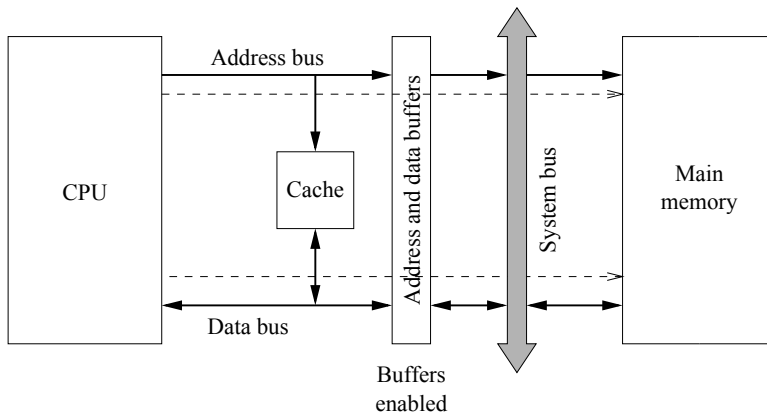 Address bus
CPU
Cache
Address and data buffers
System bus
Main
memory
Data bus
Buffers
enabled